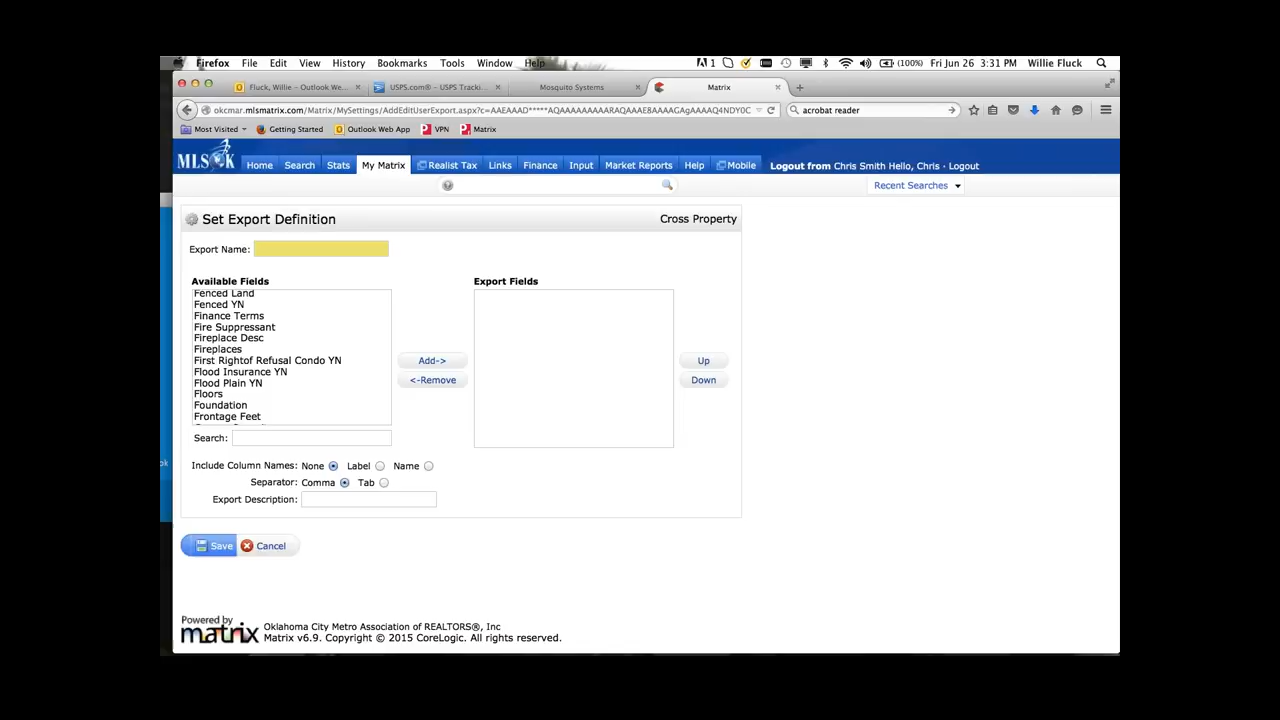 Firefox File Edit View History Bookmarks Tools Window Help 1 (100%) Fri Jun 26 3:31 PM Willie Fluck
Fluck, Willie – Outlook We... × USPS.com® – USPS Tracki... × Mosquito Systems × Matrix × +
okcmar.mlsmatrix.com/Matrix/MySettings/AddEditUserExport.aspx?c=AAEAAAD*****AQAAAAAAAAARAQAAAE8AAAAGAgAAAAQ4NDY0C acrobat reader
Most Visited Getting Started Outlook Web App VPN Matrix
MLSOK Home Search Stats My Matrix Realist Tax Links Finance Input Market Reports Help Mobile Logout from Chris Smith Hello, Chris · Logout
Recent Searches
Set Export Definition Cross Property
Export Name:
Available Fields Export Fields
Fenced Land
Fenced YN
Finance Terms
Fire Suppressant
Fireplace Desc
Fireplaces
First Rightof Refusal Condo YN
Flood Insurance YN
Flood Plain YN
Floors
Foundation
Frontage Feet
Add->
<-Remove
Up
Down
Search:
Include Column Names: None Label Name
Separator: Comma Tab
Export Description:
Save Cancel
Powered by
matrix
Oklahoma City Metro Association of REALTORS®, Inc
Matrix v6.9. Copyright © 2015 CoreLogic. All rights reserved.